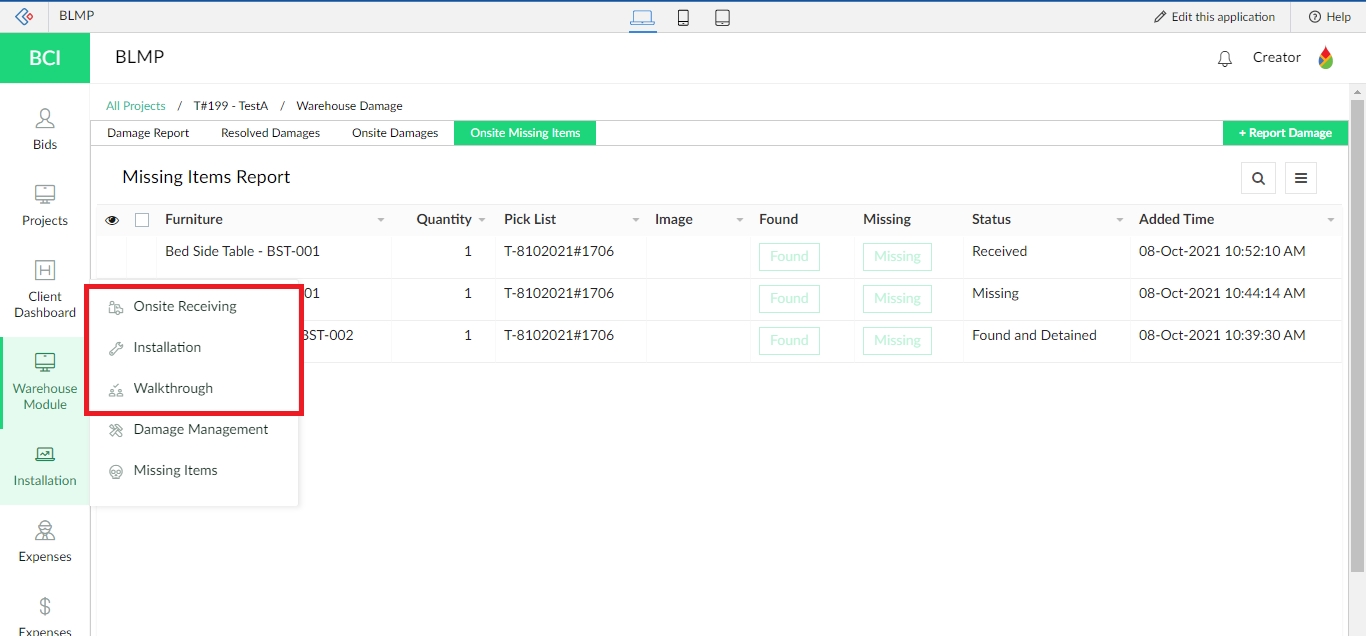 BLMP
Edit this application
Help
BCI
BLMP
Creator
All Projects / T#199 - TestA / Warehouse Damage
Damage Report
Resolved Damages
Onsite Damages
Onsite Missing Items
+ Report Damage
Missing Items Report
Furniture Quantity Pick List Image Found Missing Status Added Time
Bed Side Table - BST-001 1 T-8102021#1706 Found Missing Received 08-Oct-2021 10:52:10 AM
01 1 T-8102021#1706 Found Missing Missing 08-Oct-2021 10:44:14 AM
BST-002 1 T-8102021#1706 Found Missing Found and Detained 08-Oct-2021 10:39:30 AM
Bids
Projects
Client
Dashboard
Warehouse
Module
Installation
Expenses
Expenses
Onsite Receiving
Installation
Walkthrough
Damage Management
Missing Items